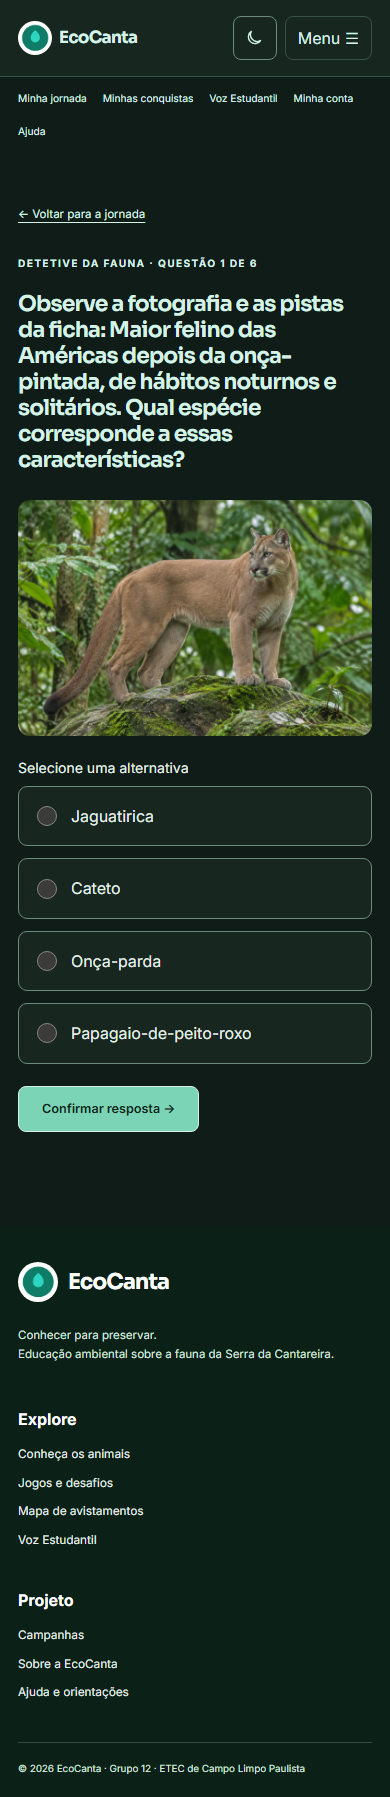 EcoCanta
Menu ☰
Minha jornada Minhas conquistas Voz Estudantil Minha conta
Ajuda
← Voltar para a jornada
DETETIVE DA FAUNA · QUESTÃO 1 DE 6
Observe a fotografia e as pistas
da ficha: Maior felino das
Américas depois da onça-
pintada, de hábitos noturnos e
solitários. Qual espécie
corresponde a essas
características?
Selecione uma alternativa
Jaguatirica
Cateto
Onça-parda
Papagaio-de-peito-roxo
Confirmar resposta →
EcoCanta
Conhecer para preservar.
Educação ambiental sobre a fauna da Serra da Cantareira.
Explore
Conheça os animais
Jogos e desafios
Mapa de avistamentos
Voz Estudantil
Projeto
Campanhas
Sobre a EcoCanta
Ajuda e orientações
© 2026 EcoCanta · Grupo 12 · ETEC de Campo Limpo Paulista